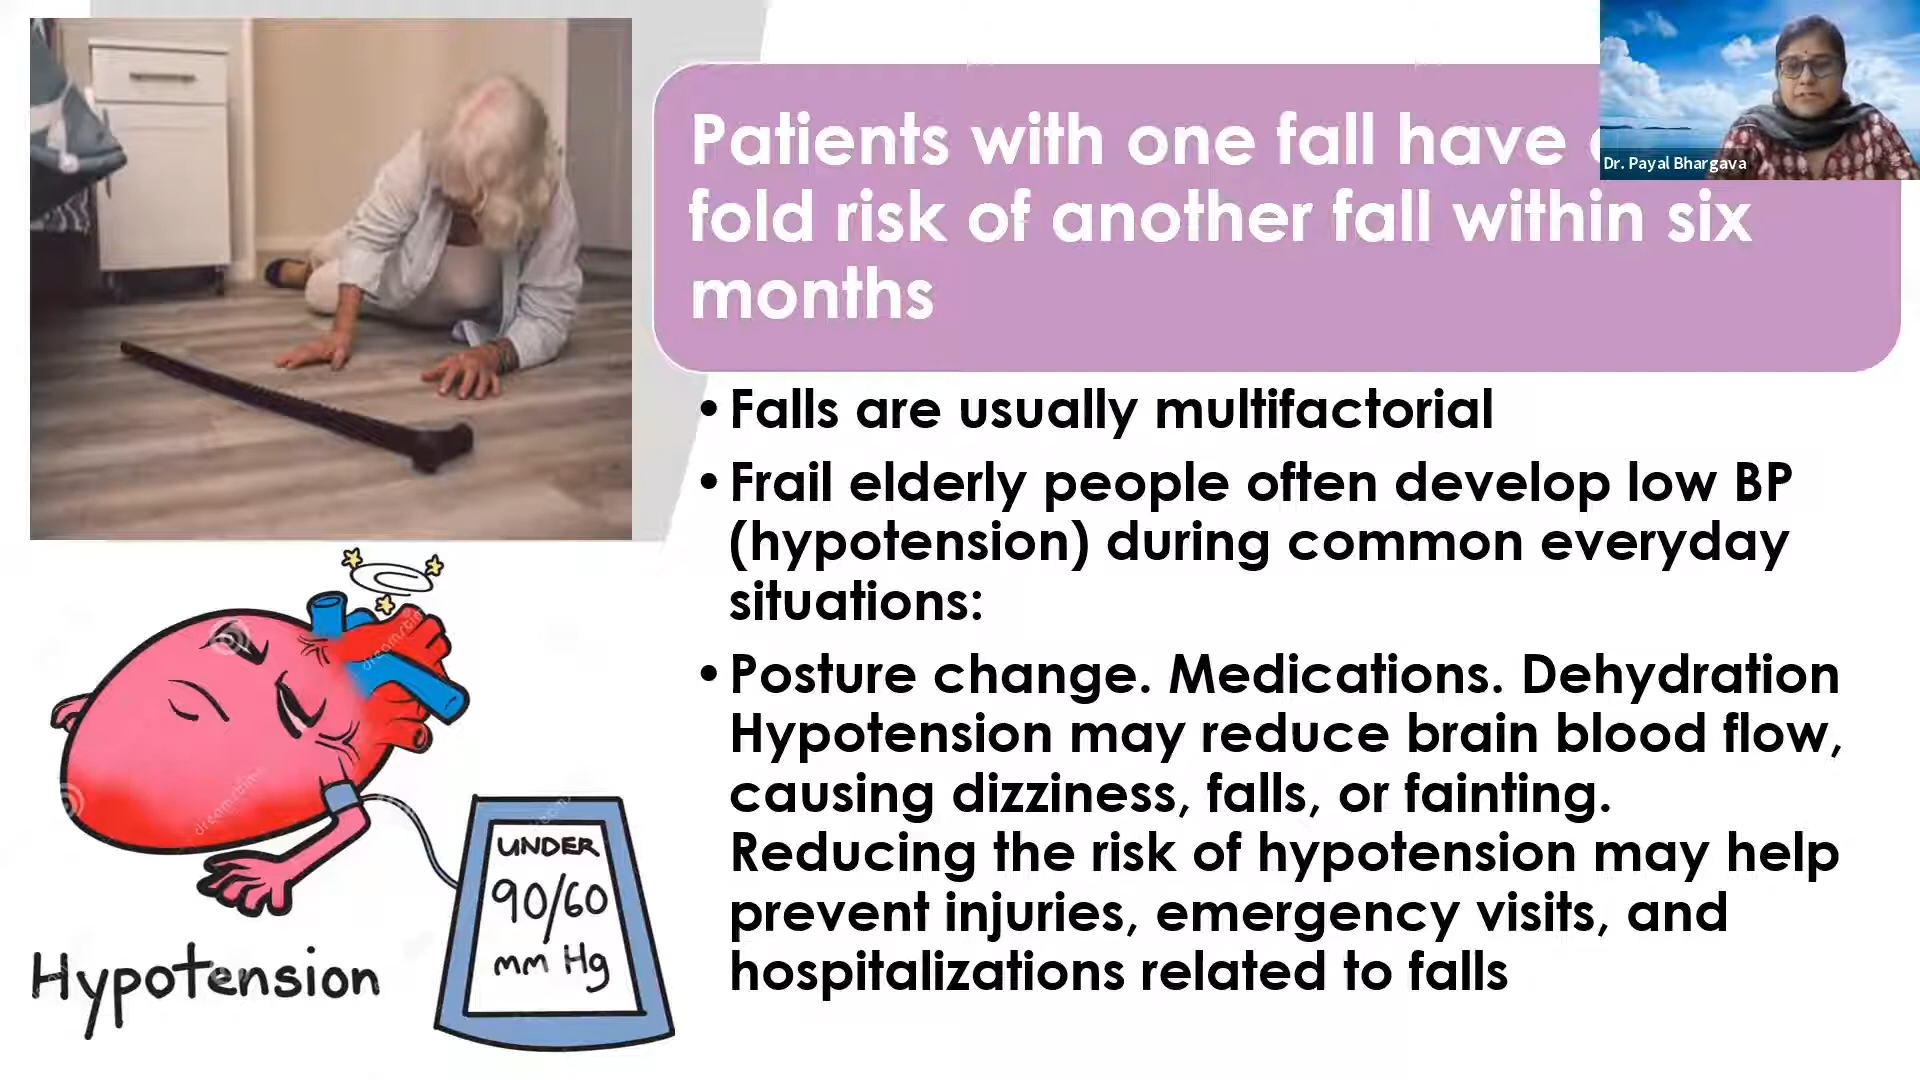 Patients with one fall have
fold risk of another fall within six
months
Dr. Payal Bhargava
• Falls are usually multifactorial
• Frail elderly people often develop low BP
(hypotension) during common everyday
situations:
• Posture change. Medications. Dehydration
Hypotension may reduce brain blood flow,
causing dizziness, falls, or fainting.
Reducing the risk of hypotension may help
prevent injuries, emergency visits, and
hospitalizations related to falls
dreamstime
dreamstime
UNDER
90/60
mm Hg
Hypotension